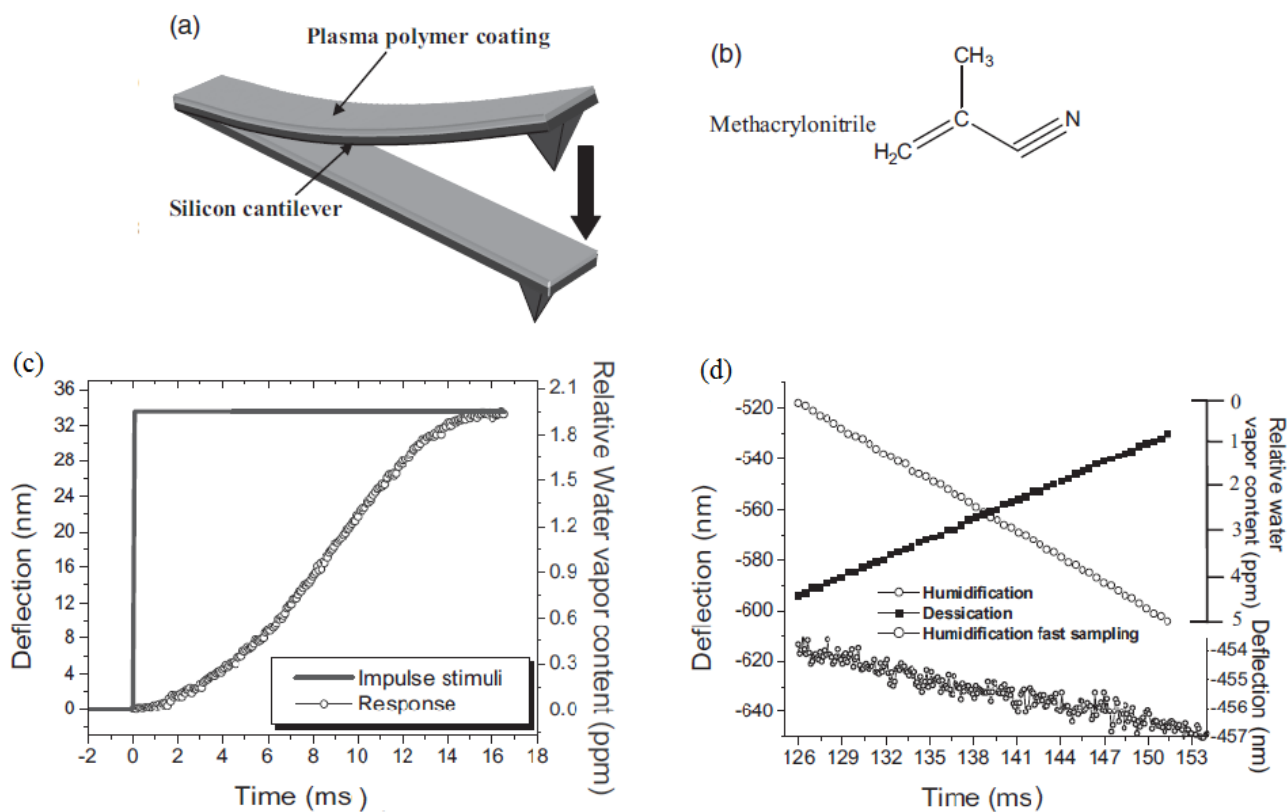 (a)
Plasma polymer coating
Silicon cantilever
(b)
Methacrylonitrile
CH3
C
H2C
N
(c)
Deflection (nm)
36
32
28
24
20
16
12
8
4
0
2.1
1.8
1.5
1.2
0.9
0.6
0.3
0.0
Relative Water vapor content (ppm)
Impulse stimuli
Response
-2 0 2 4 6 8 10 12 14 16 18
Time (ms)
(d)
Deflection (nm)
-520
-540
-560
-580
-600
-620
-640
0
1
2
3
4
5
Relative water
vapor content (ppm)
Humidification
Dessication
Humidification fast sampling
-454
-455
-456
-457
Deflection (nm)
126 129 132 135 138 141 144 147 150 153
Time (ms)